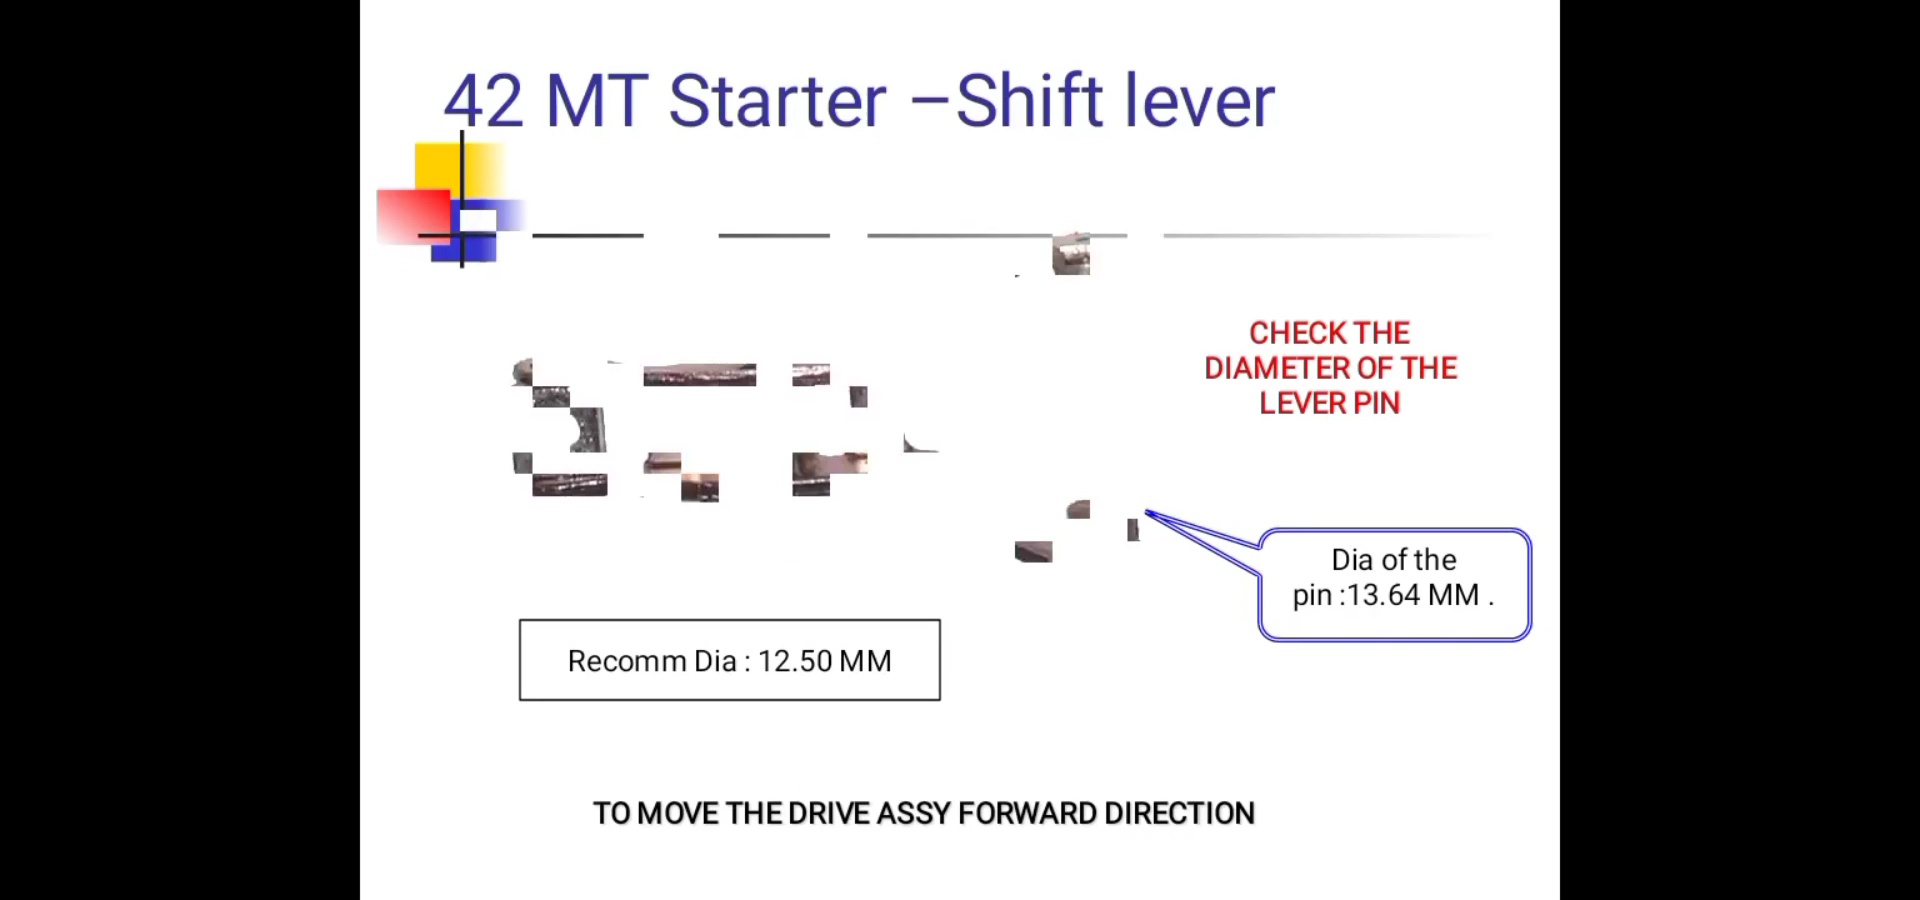 42 MT Starter –Shift lever
CHECK THE
DIAMETER OF THE
LEVER PIN
Dia of the
pin :13.64 MM .
Recomm Dia : 12.50 MM
TO MOVE THE DRIVE ASSY FORWARD DIRECTION